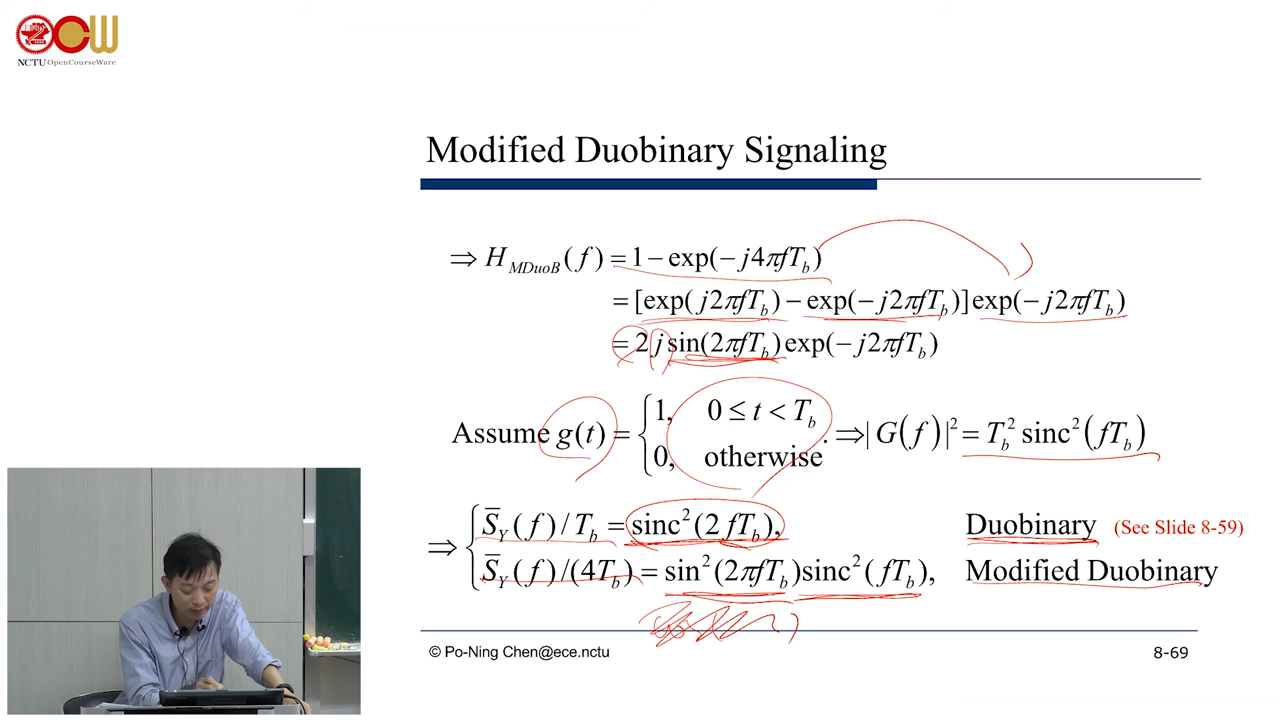 OCW
NCTU OpenCourseWare
Modified Duobinary Signaling
⇒ H_MDuoB(f) = 1 − exp(−j4πfT_b)
= [exp(j2πfT_b) − exp(−j2πfT_b)]exp(−j2πfT_b)
= 2j sin(2πfT_b)exp(−j2πfT_b)
Assume g(t) = { 1, 0 ≤ t < T_b
0, otherwise . ⇒ |G(f)|² = T_b² sinc²(fT_b)
⇒ { S̅_Y(f)/T_b = sinc²(2fT_b), Duobinary (See Slide 8-59)
S̅_Y(f)/(4T_b) = sin²(2πfT_b)sinc²(fT_b), Modified Duobinary
© Po-Ning Chen@ece.nctu 8-69